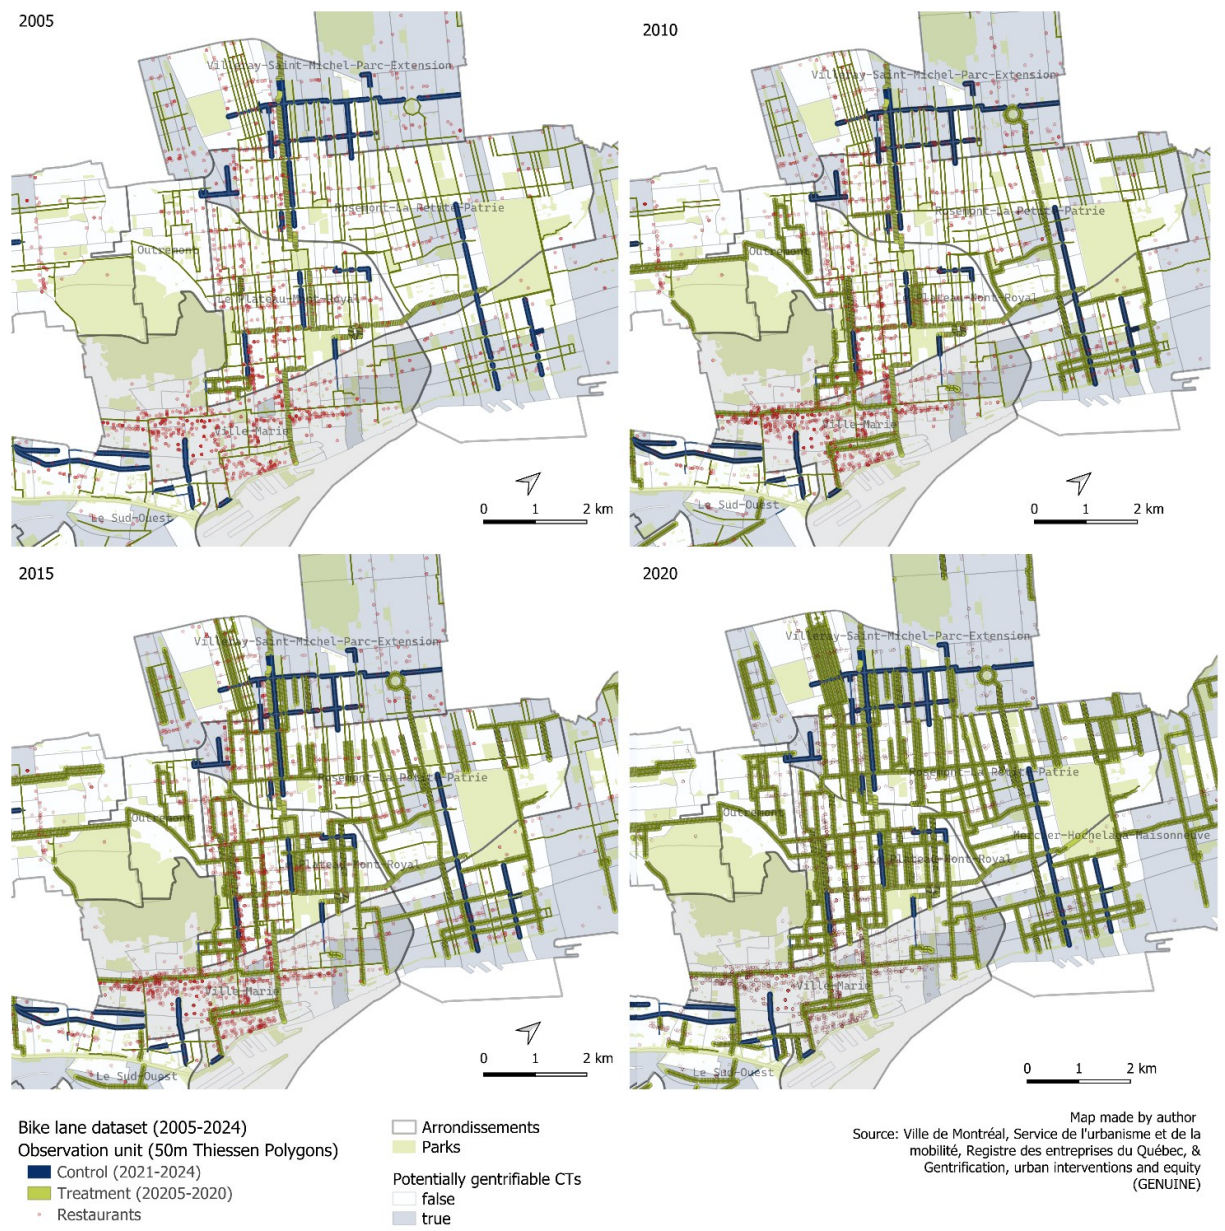 2005
Villeray-Saint-Michel-Parc-Extension
Rosemont-La Petite-Patrie
Outremont
Le Plateau-Mont-Royal
Ville-Marie
Le Sud-Ouest
0 1 2 km
2010
Villeray-Saint-Michel-Parc-Extension
Rosemont-La Petite-Patrie
Outremont
Le Plateau-Mont-Royal
Ville-Marie
Le Sud-Ouest
0 1 2 km
2015
Villeray-Saint-Michel-Parc-Extension
Rosemont-La Petite-Patrie
Outremont
Le Plateau-Mont-Royal
Ville-Marie
Le Sud-Ouest
0 1 2 km
2020
Villeray-Saint-Michel-Parc-Extension
Rosemont-La Petite-Patrie
Outremont
Mercier-Hochelaga-Maisonneuve
Le Plateau-Mont-Royal
Ville-Marie
Le Sud-Ouest
0 1 2 km
Bike lane dataset (2005-2024)
Observation unit (50m Thiessen Polygons)
Control (2021-2024)
Treatment (20205-2020)
Restaurants
Arrondissements
Parks
Potentially gentrifiable CTs
false
true
Map made by author
Source: Ville de Montréal, Service de l'urbanisme et de la
mobilité, Registre des entreprises du Québec, &
Gentrification, urban interventions and equity
(GENUINE)